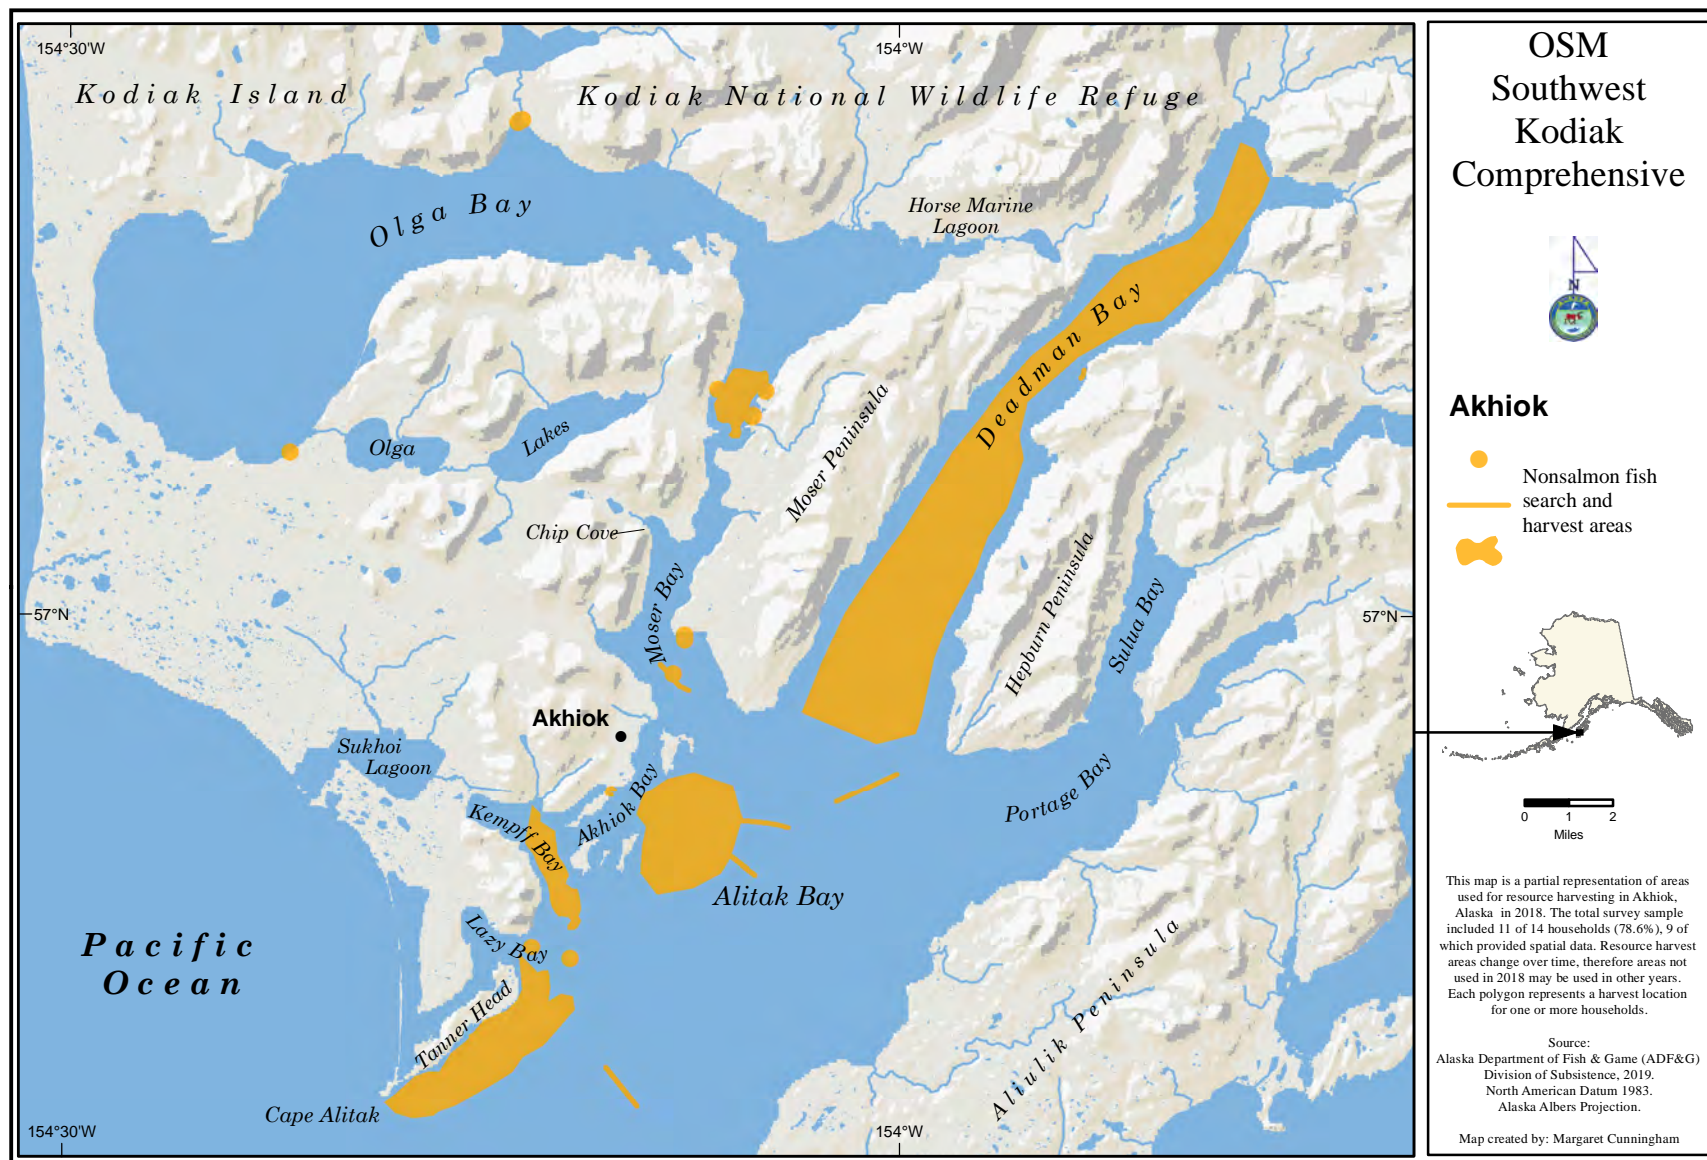 154°30'W
154°W
Kodiak Island
Kodiak National Wildlife Refuge
Olga Bay
Horse Marine
Lagoon
Deadman Bay
Olga
Lakes
Moser Peninsula
Chip Cove
Moser Bay
Hepburn Peninsula
Sulua Bay
57°N
57°N
Akhiok
Sukhoi
Lagoon
Kempff Bay
Akhiok Bay
Portage Bay
Alitak Bay
Lazy Bay
Pacific
Ocean
Tanner Head
Aliulik Peninsula
Cape Alitak
154°30'W
154°W
OSM
Southwest
Kodiak
Comprehensive
N
Akhiok
Nonsalmon fish
search and
harvest areas
0 1 2
Miles
This map is a partial representation of areas
used for resource harvesting in Akhiok,
Alaska in 2018. The total survey sample
included 11 of 14 households (78.6%), 9 of
which provided spatial data. Resource harvest
areas change over time, therefore areas not
used in 2018 may be used in other years.
Each polygon represents a harvest location
for one or more households.
Source:
Alaska Department of Fish & Game (ADF&G)
Division of Subsistence, 2019.
North American Datum 1983.
Alaska Albers Projection.
Map created by: Margaret Cunningham